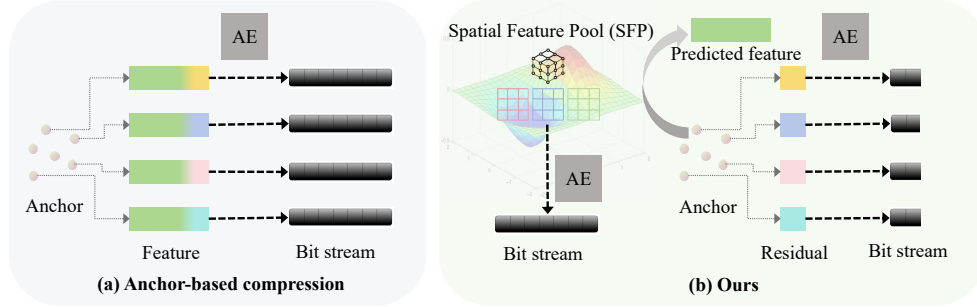 AE
Anchor
Feature
Bit stream
(a) Anchor-based compression
Spatial Feature Pool (SFP)
AE
Bit stream
Predicted feature
AE
Anchor
Residual
Bit stream
(b) Ours